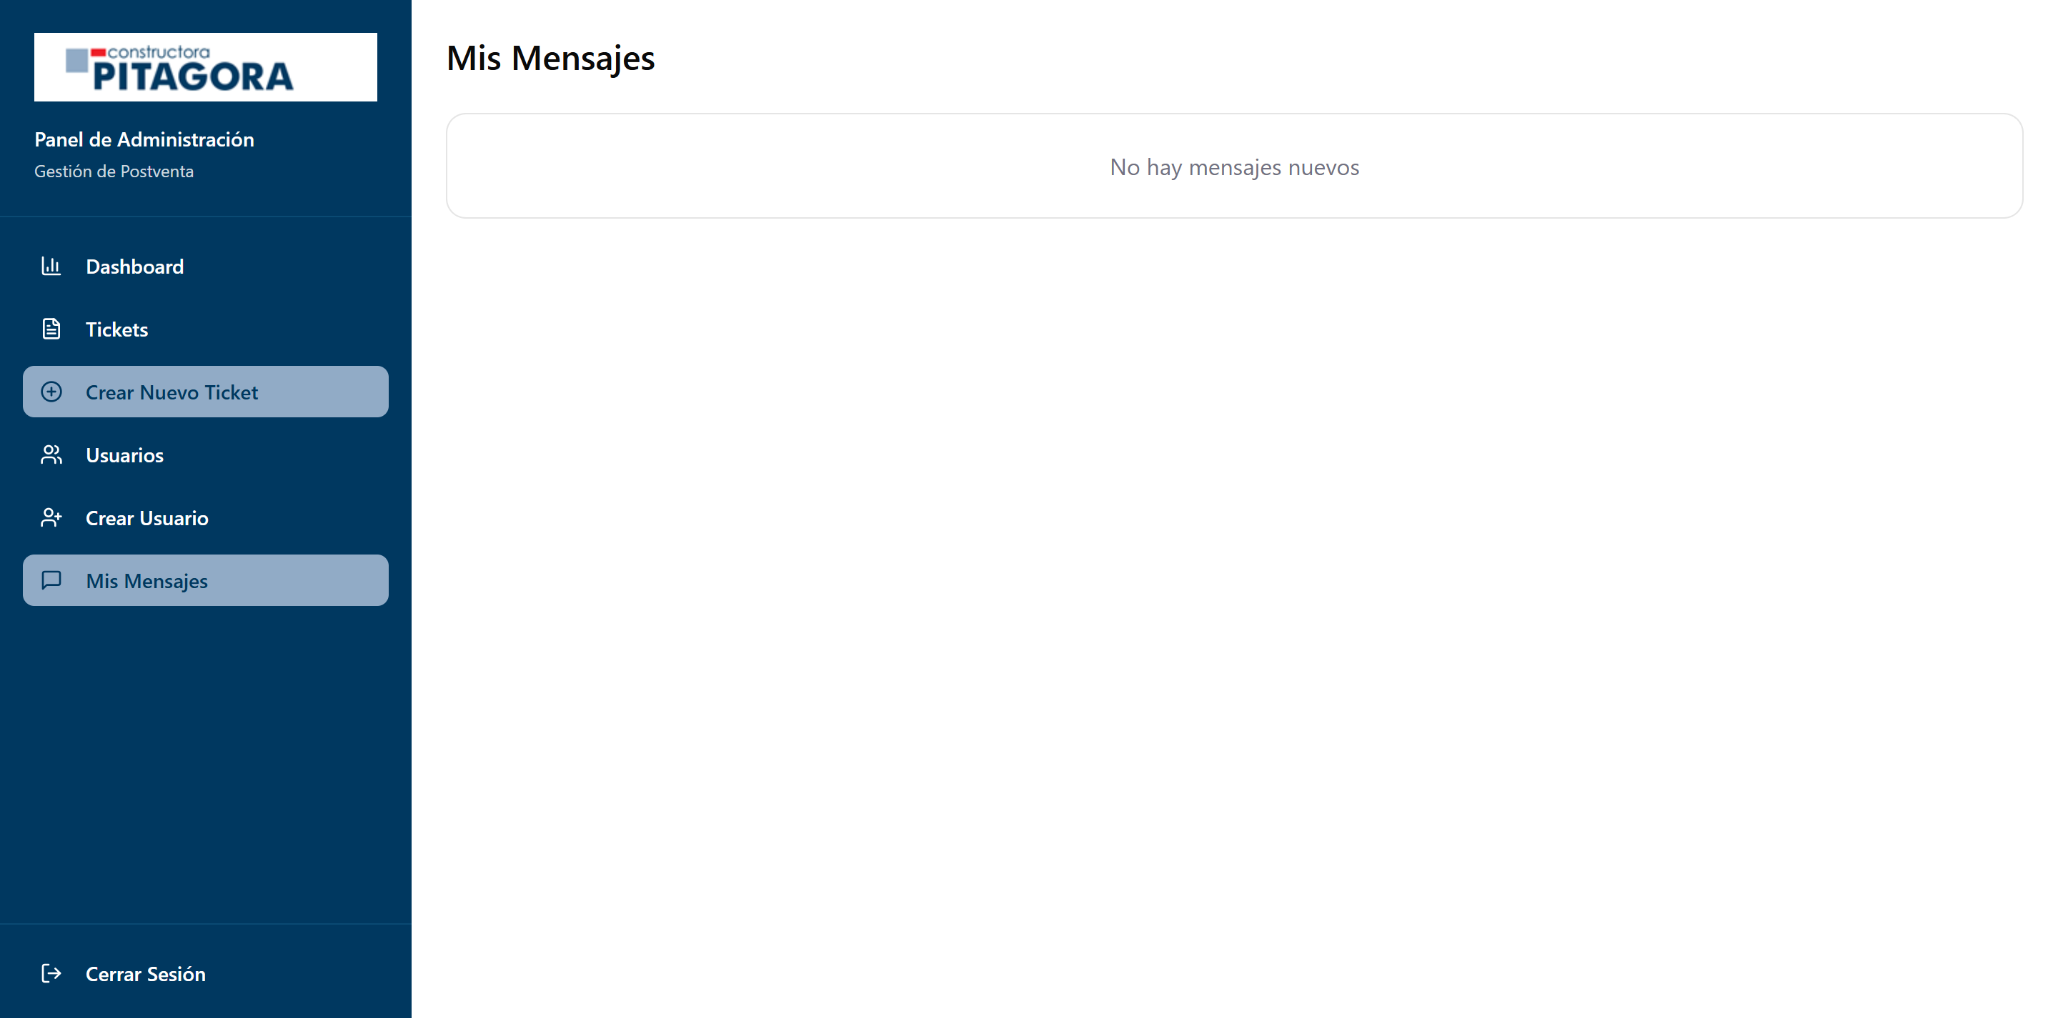 constructora
PITAGORA
Panel de Administración
Gestión de Postventa
Dashboard
Tickets
Crear Nuevo Ticket
Usuarios
Crear Usuario
Mis Mensajes
Cerrar Sesión
Mis Mensajes
No hay mensajes nuevos